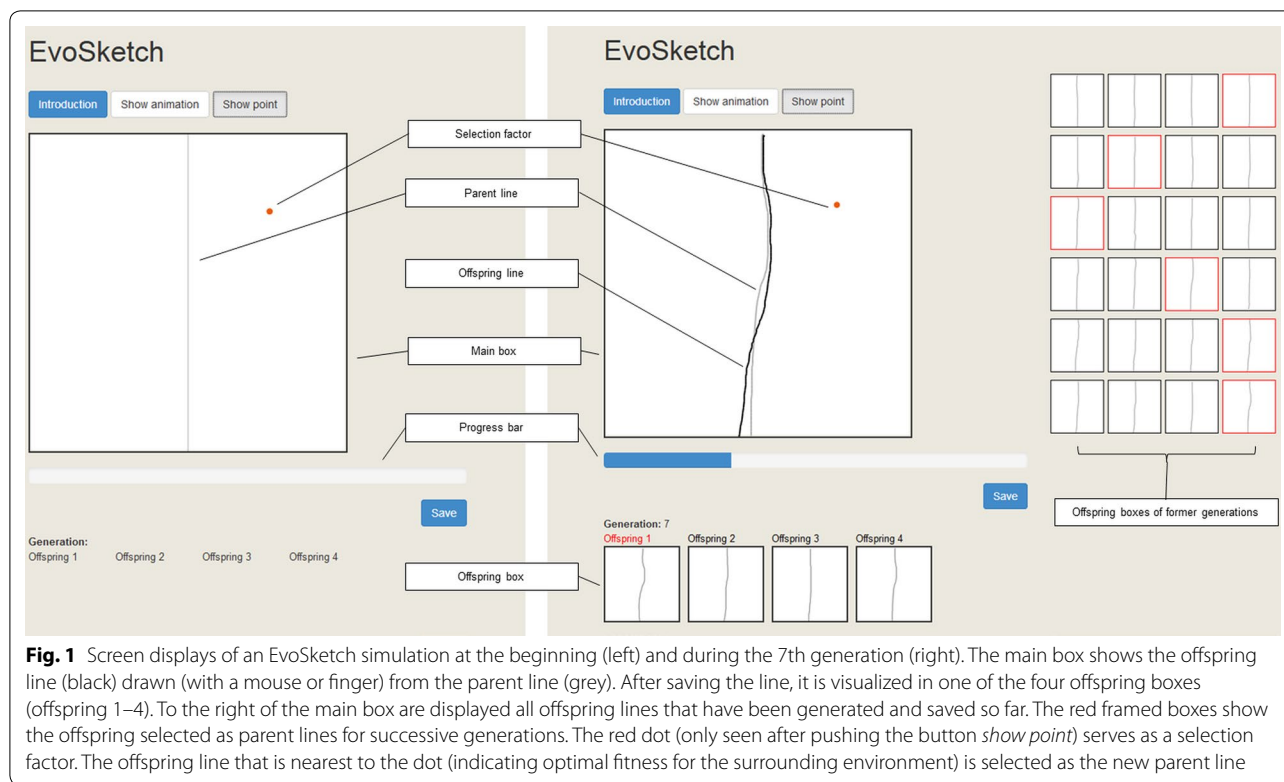 EvoSketch
Introduction Show animation Show point
Generation:
Offspring 1 Offspring 2 Offspring 3 Offspring 4
Save
Selection factor
Parent line
Offspring line
Main box
Progress bar
Offspring box
EvoSketch
Introduction Show animation Show point
Save
Generation: 7
Offspring 1 Offspring 2 Offspring 3 Offspring 4
Offspring boxes of former generations
Fig. 1 Screen displays of an EvoSketch simulation at the beginning (left) and during the 7th generation (right). The main box shows the offspring
line (black) drawn (with a mouse or finger) from the parent line (grey). After saving the line, it is visualized in one of the four offspring boxes
(offspring 1–4). To the right of the main box are displayed all offspring lines that have been generated and saved so far. The red framed boxes show
the offspring selected as parent lines for successive generations. The red dot (only seen after pushing the button show point) serves as a selection
factor. The offspring line that is nearest to the dot (indicating optimal fitness for the surrounding environment) is selected as the new parent line